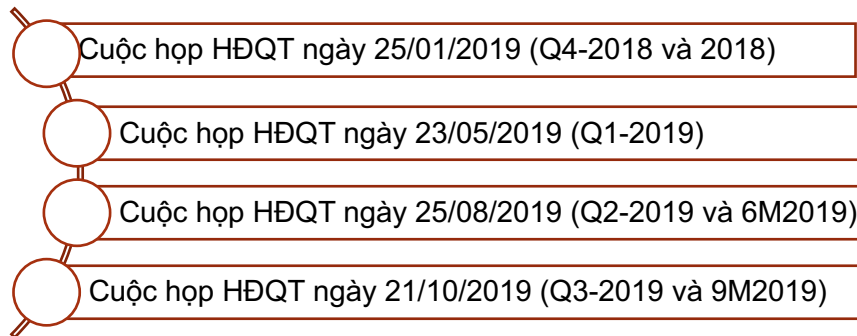 Cuộc họp HĐQT ngày 25/01/2019 (Q4-2018 và 2018)
Cuộc họp HĐQT ngày 23/05/2019 (Q1-2019)
Cuộc họp HĐQT ngày 25/08/2019 (Q2-2019 và 6M2019)
Cuộc họp HĐQT ngày 21/10/2019 (Q3-2019 và 9M2019)